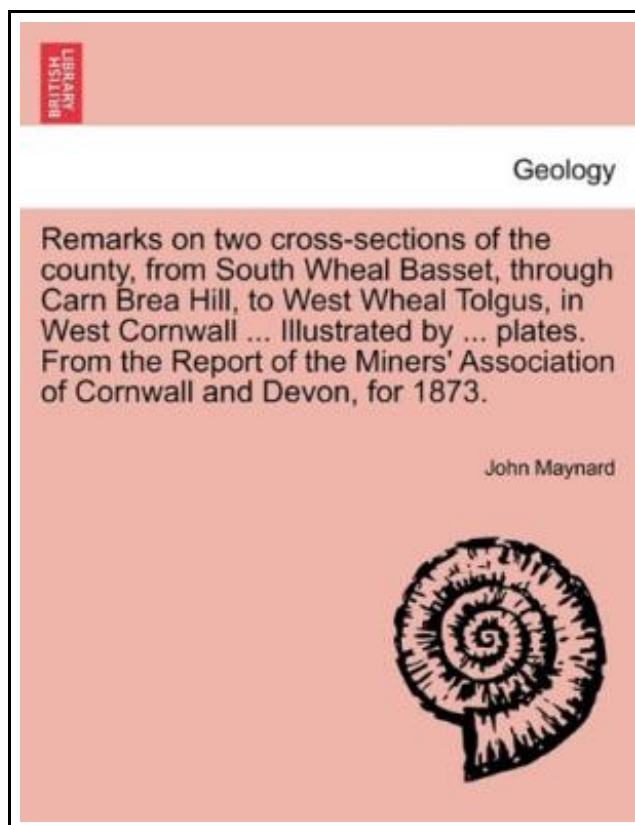 BRITISH
LIBRARY
Geology
Remarks on two cross-sections of the
county, from South Wheal Basset, through
Carn Brea Hill, to West Wheal Tolgus, in
West Cornwall ... Illustrated by ... plates.
From the Report of the Miners' Association
of Cornwall and Devon, for 1873.
John Maynard